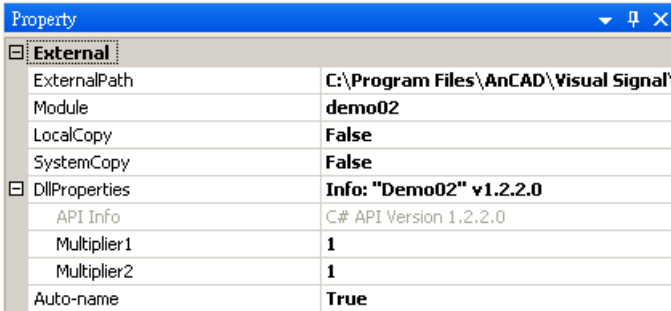 Property
External
ExternalPath C:\Program Files\AnCAD\Visual Signal\
Module demo02
LocalCopy False
SystemCopy False
DllProperties Info: "Demo02" v1.2.2.0
API Info C# API Version 1.2.2.0
Multiplier1 1
Multiplier2 1
Auto-name True